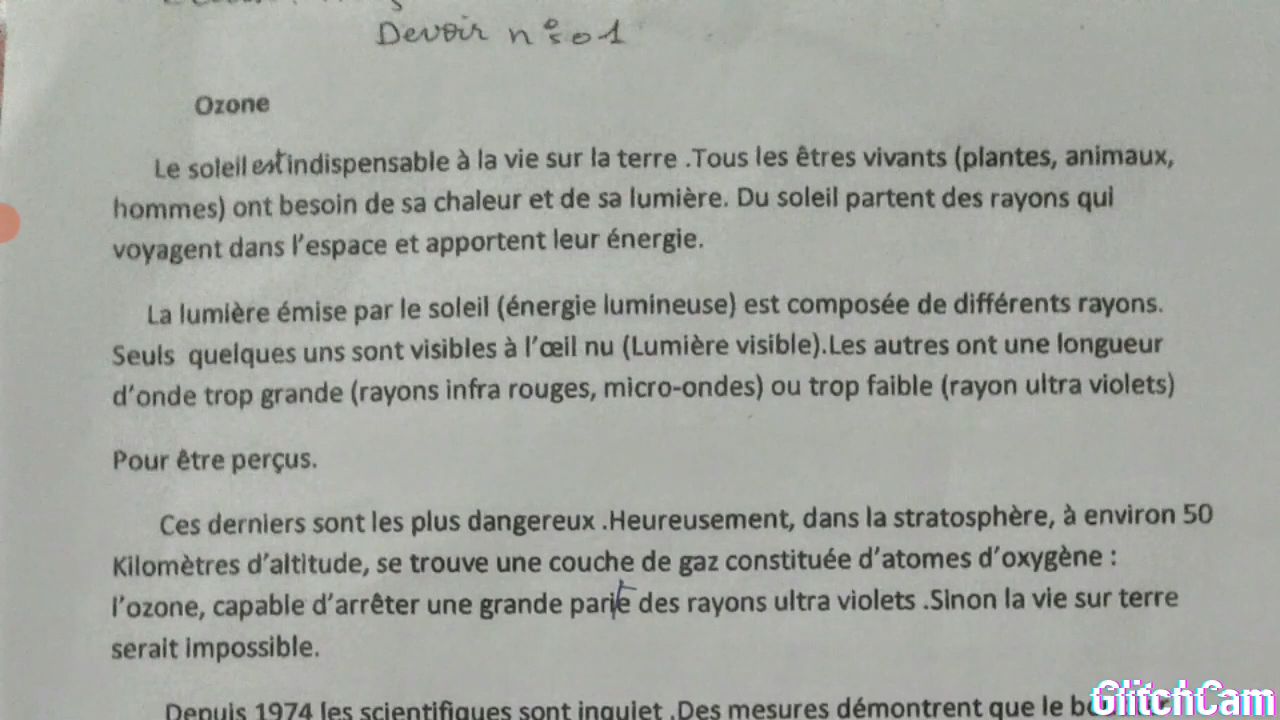 Devoir n° 01
Ozone
Le soleil est indispensable à la vie sur la terre .Tous les êtres vivants (plantes, animaux,
hommes) ont besoin de sa chaleur et de sa lumière. Du soleil partent des rayons qui
voyagent dans l'espace et apportent leur énergie.
La lumière émise par le soleil (énergie lumineuse) est composée de différents rayons.
Seuls quelques uns sont visibles à l'œil nu (Lumière visible).Les autres ont une longueur
d'onde trop grande (rayons infra rouges, micro-ondes) ou trop faible (rayon ultra violets)
Pour être perçus.
Ces derniers sont les plus dangereux .Heureusement, dans la stratosphère, à environ 50
Kilomètres d'altitude, se trouve une couche de gaz constituée d'atomes d'oxygène :
l'ozone, capable d'arrêter une grande partie des rayons ultra violets .Sinon la vie sur terre
serait impossible.
Depuis 1974 les scientifiques sont inquiet .Des mesures démontrent que le
GlitchCam